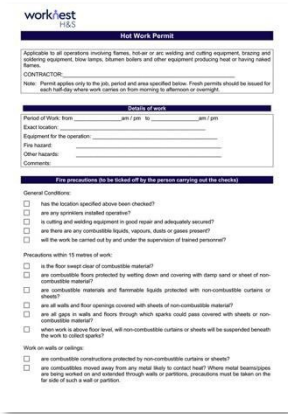 worknest
H&S
Hot Work Permit
Applicable to all operations involving flames, hot-air or arc welding and cutting equipment, brazing and
soldering equipment, blow lamps, bitumen boilers and other equipment producing heat or having naked
flames.
CONTRACTOR:
Note: Permit applies only to the job, period and area specified below. Fresh permits should be issued for
each half-day where work carries on from morning to afternoon or overnight.
Details of work
Period of Work: from am / pm to am / pm
Exact location:
Equipment for the operation:
Fire hazard:
Other hazards:
Comments:
Fire precautions (to be ticked off by the person carrying out the checks)
General Conditions:
has the location specified above been checked?
are any sprinklers installed operative?
is cutting and welding equipment in good repair and adequately secured?
are there are any combustible liquids, vapours, dusts or gases present?
will the work be carried out by and under the supervision of trained personnel?
Precautions within 15 metres of work:
is the floor swept clear of combustible material?
are combustible floors protected by wetting down and covering with damp sand or sheet of non-
combustible material?
are combustible materials and flammable liquids protected with non-combustible curtains or
sheets?
are all walls and floor openings covered with sheets of non-combustible material?
are all gaps in walls and floors through which sparks could pass covered with sheets or non-
combustible material?
when work is above floor level, will non-combustible curtains or sheets will be suspended beneath
the work to collect sparks?
Work on walls or ceilings:
are combustible constructions protected by non-combustible curtains or sheets?
are combustibles moved away from any metal likely to contact heat? Where metal beams/pipes
are being worked on and extended through walls or partitions, precautions must be taken on the
far side of such a wall or partition.